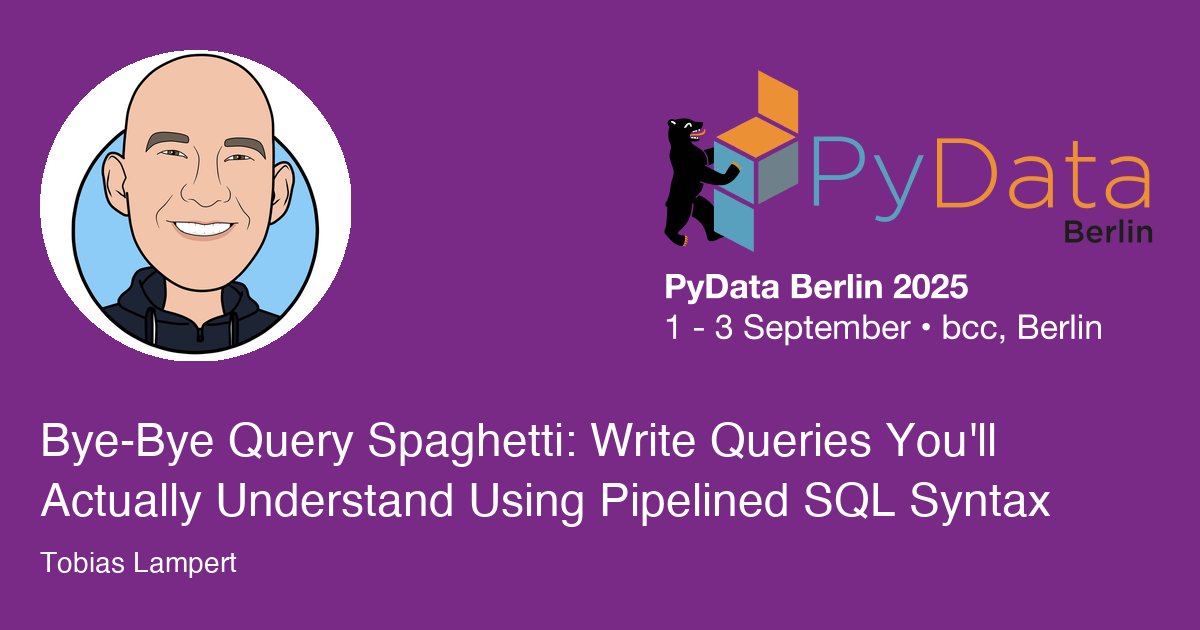 PyData
Berlin
PyData Berlin 2025
1 - 3 September • bcc, Berlin
Bye-Bye Query Spaghetti: Write Queries You'll
Actually Understand Using Pipelined SQL Syntax
Tobias Lampert